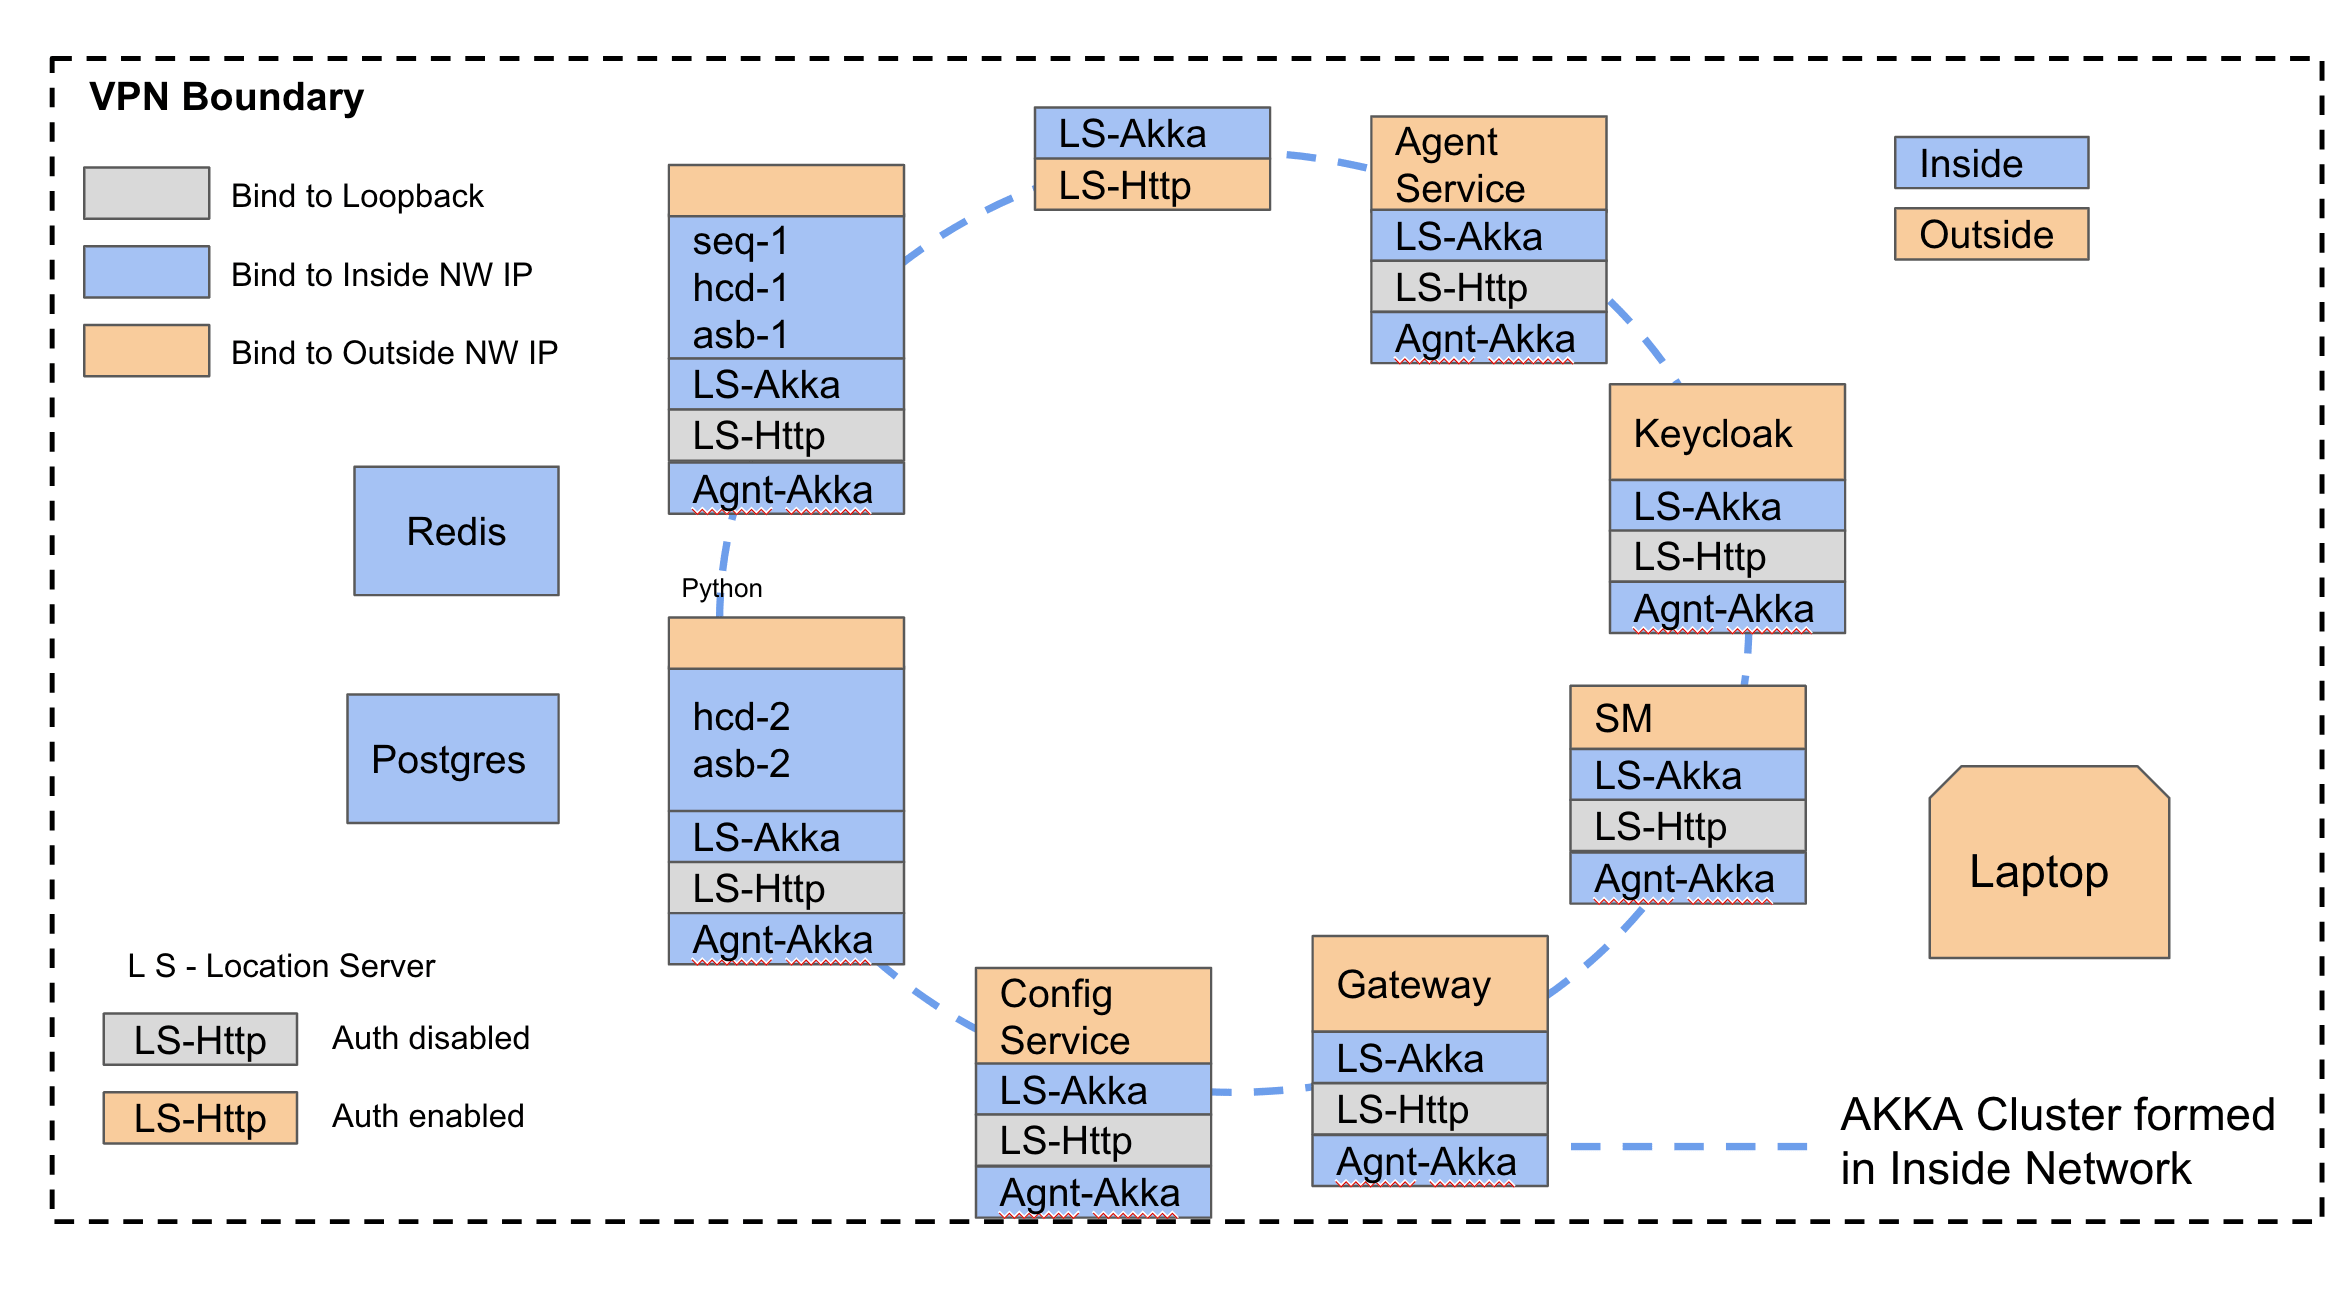 VPN Boundary
Bind to Loopback
Bind to Inside NW IP
Bind to Outside NW IP
Redis
Postgres
L S - Location Server
LS-Http
Auth disabled
LS-Http
Auth enabled
seq-1
hcd-1
asb-1
LS-Akka
LS-Http
Agnt-Akka
Python
hcd-2
asb-2
LS-Akka
LS-Http
Agnt-Akka
LS-Akka
LS-Http
Agent
Service
LS-Akka
LS-Http
Agnt-Akka
Keycloak
LS-Akka
LS-Http
Agnt-Akka
SM
LS-Akka
LS-Http
Agnt-Akka
Gateway
LS-Akka
LS-Http
Agnt-Akka
Config
Service
LS-Akka
LS-Http
Agnt-Akka
Inside
Outside
Laptop
AKKA Cluster formed
in Inside Network